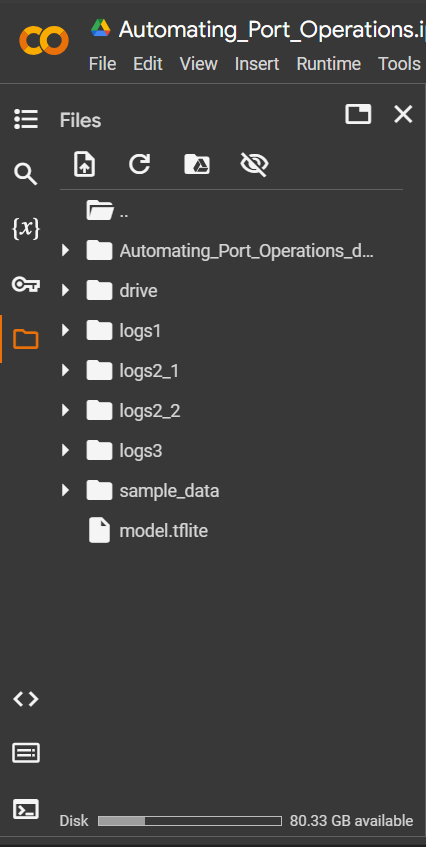 Automating_Port_Operations.i
File Edit View Insert Runtime Tools
Files
..
{x}
Automating_Port_Operations_d...
drive
logs1
logs2_1
logs2_2
logs3
sample_data
model.tflite
Disk 80.33 GB available